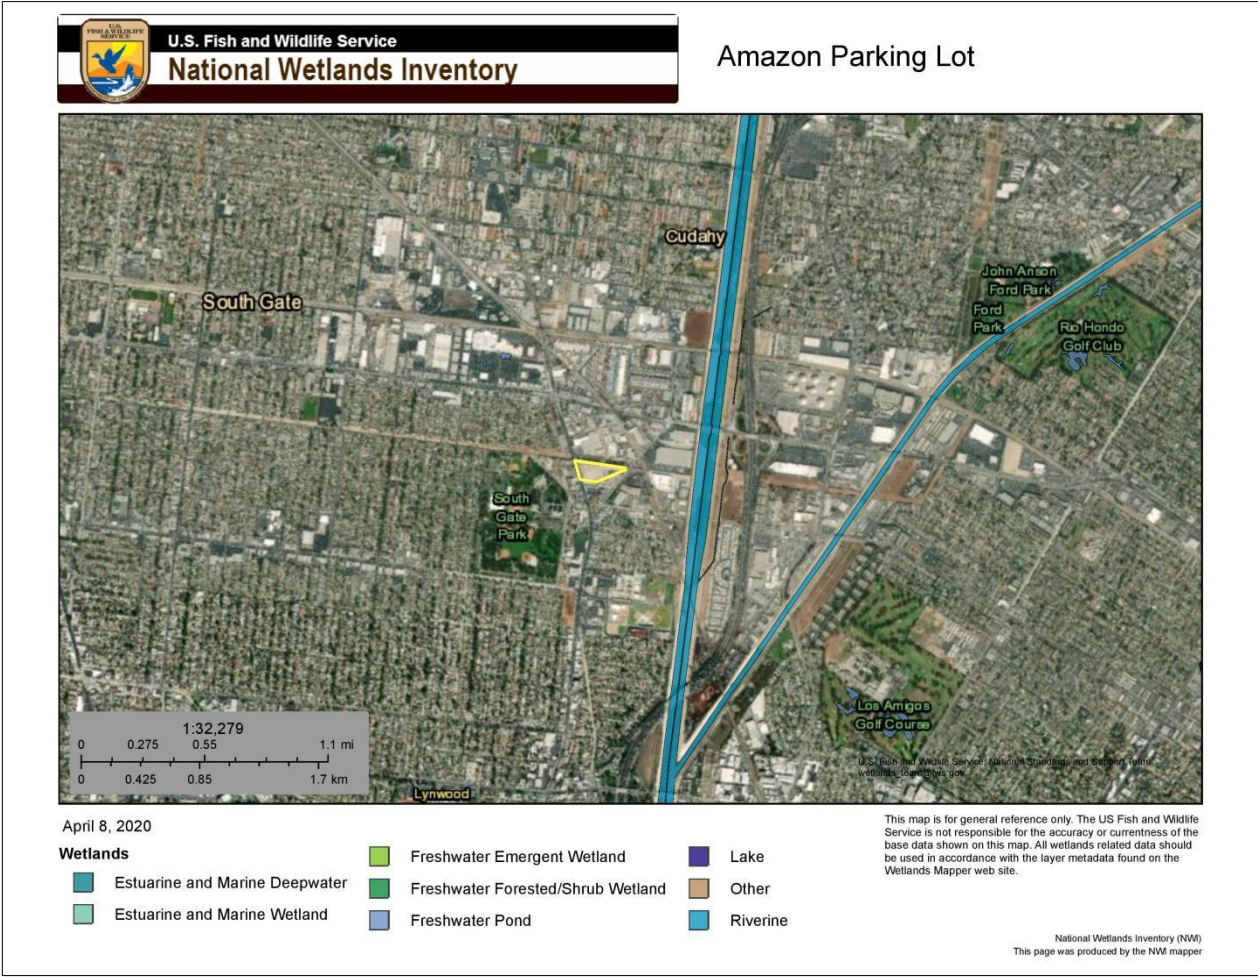 U.S.
FISH & WILDLIFE
SERVICE
U.S. Fish and Wildlife Service
National Wetlands Inventory
Amazon Parking Lot
Cudahy
South Gate
John Anson
Ford Park
Ford
Park
Rio Hondo
Golf Club
South
Gate
Park
Los Amigos
Golf Course
U.S. Fish and Wildlife Service, National Standards and Support Team,
wetlands_team@fws.gov
1:32,279
0 0.275 0.55 1.1 mi
0 0.425 0.85 1.7 km
Lynwood
April 8, 2020
Wetlands
Estuarine and Marine Deepwater
Estuarine and Marine Wetland
Freshwater Emergent Wetland
Freshwater Forested/Shrub Wetland
Freshwater Pond
Lake
Other
Riverine
This map is for general reference only. The US Fish and Wildlife
Service is not responsible for the accuracy or currentness of the
base data shown on this map. All wetlands related data should
be used in accordance with the layer metadata found on the
Wetlands Mapper web site.
National Wetlands Inventory (NWI)
This page was produced by the NWI mapper